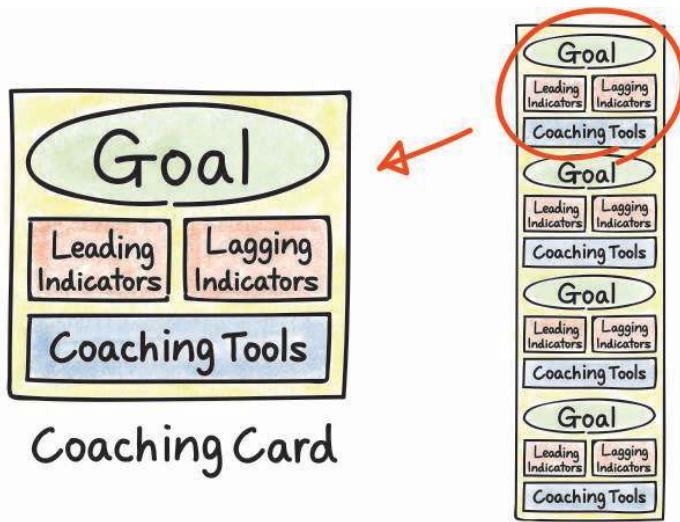 Goal
Leading
Indicators
Lagging
Indicators
Coaching Tools
Coaching Card
Goal
Leading
Indicators
Lagging
Indicators
Coaching Tools
Goal
Leading
Indicators
Lagging
Indicators
Coaching Tools
Goal
Leading
Indicators
Lagging
Indicators
Coaching Tools
Goal
Leading
Indicators
Lagging
Indicators
Coaching Tools